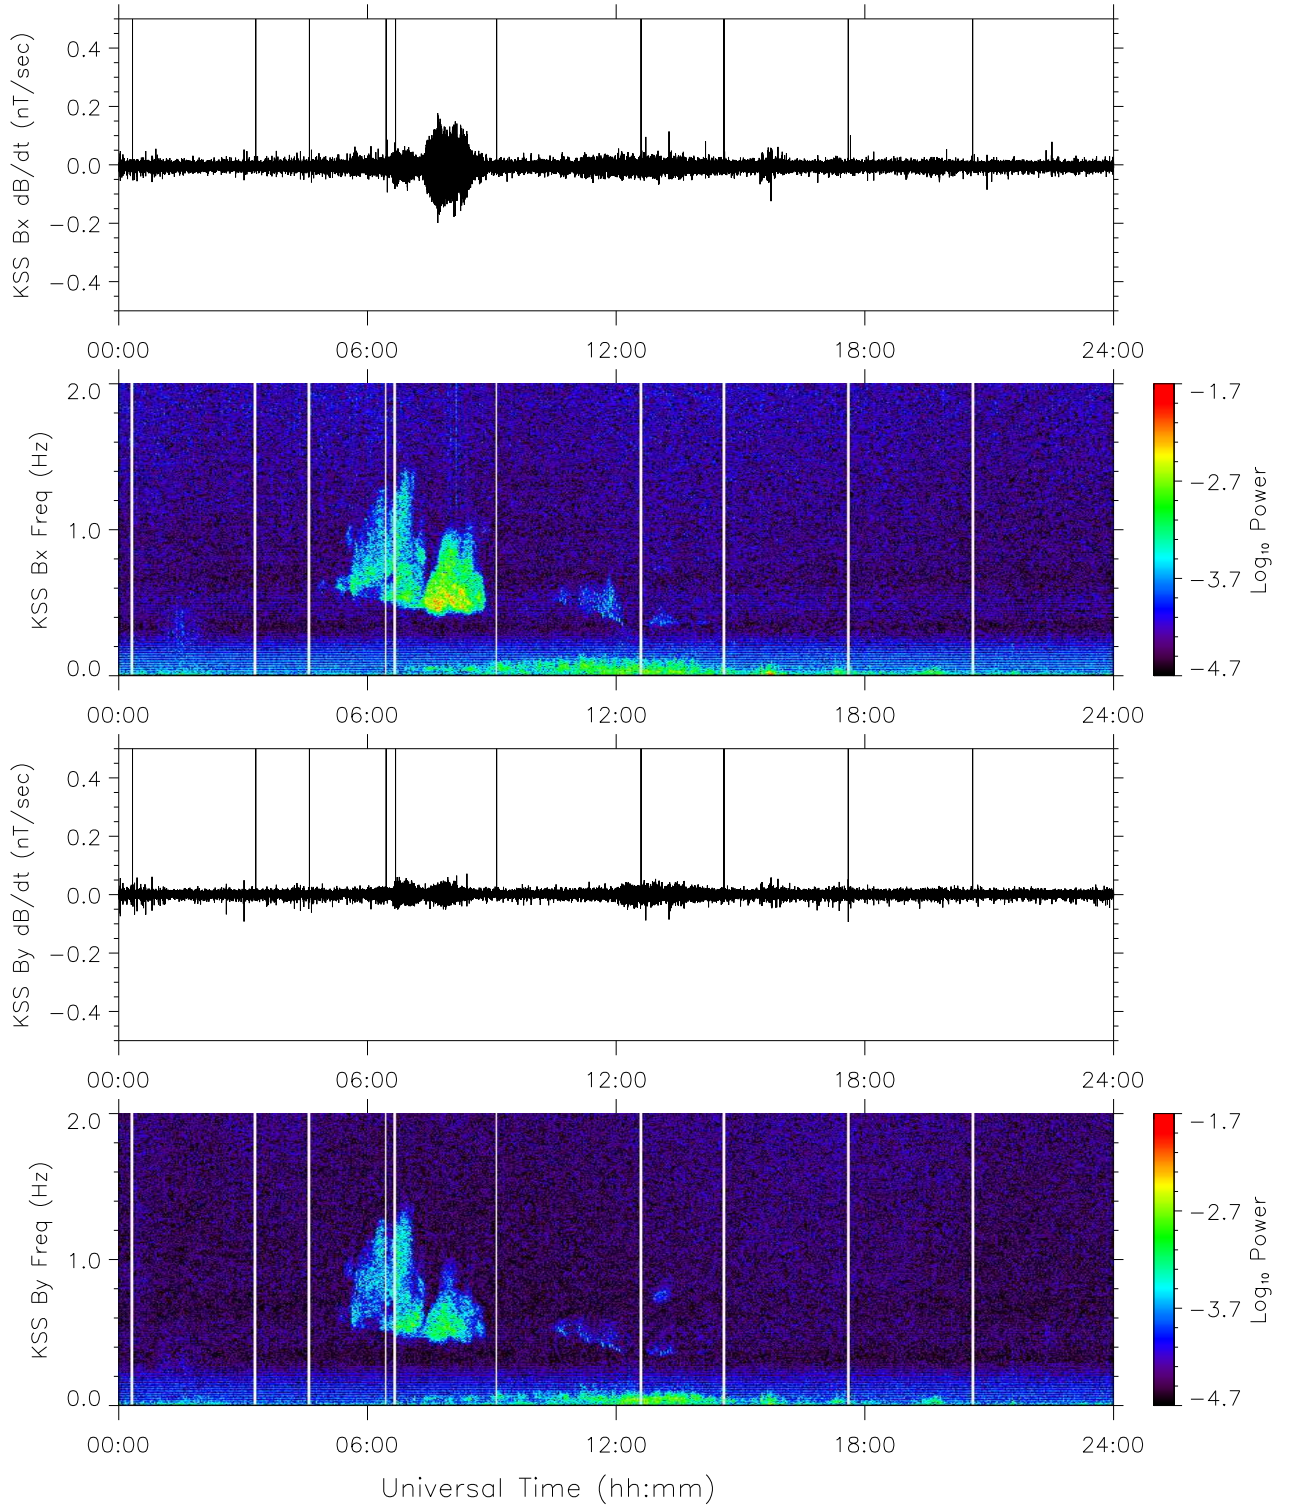 KSS Bx dB/dt (nT/sec)
0.4
0.2
0.0
−0.2
−0.4
00:00 06:00 12:00 18:00 24:00
KSS Bx Freq (Hz)
2.0
1.0
0.0
−1.7
−2.7
−3.7
−4.7
Log₁₀ Power
00:00 06:00 12:00 18:00 24:00
KSS By dB/dt (nT/sec)
0.4
0.2
0.0
−0.2
−0.4
00:00 06:00 12:00 18:00 24:00
KSS By Freq (Hz)
2.0
1.0
0.0
−1.7
−2.7
−3.7
−4.7
Log₁₀ Power
00:00 06:00 12:00 18:00 24:00
Universal Time (hh:mm)